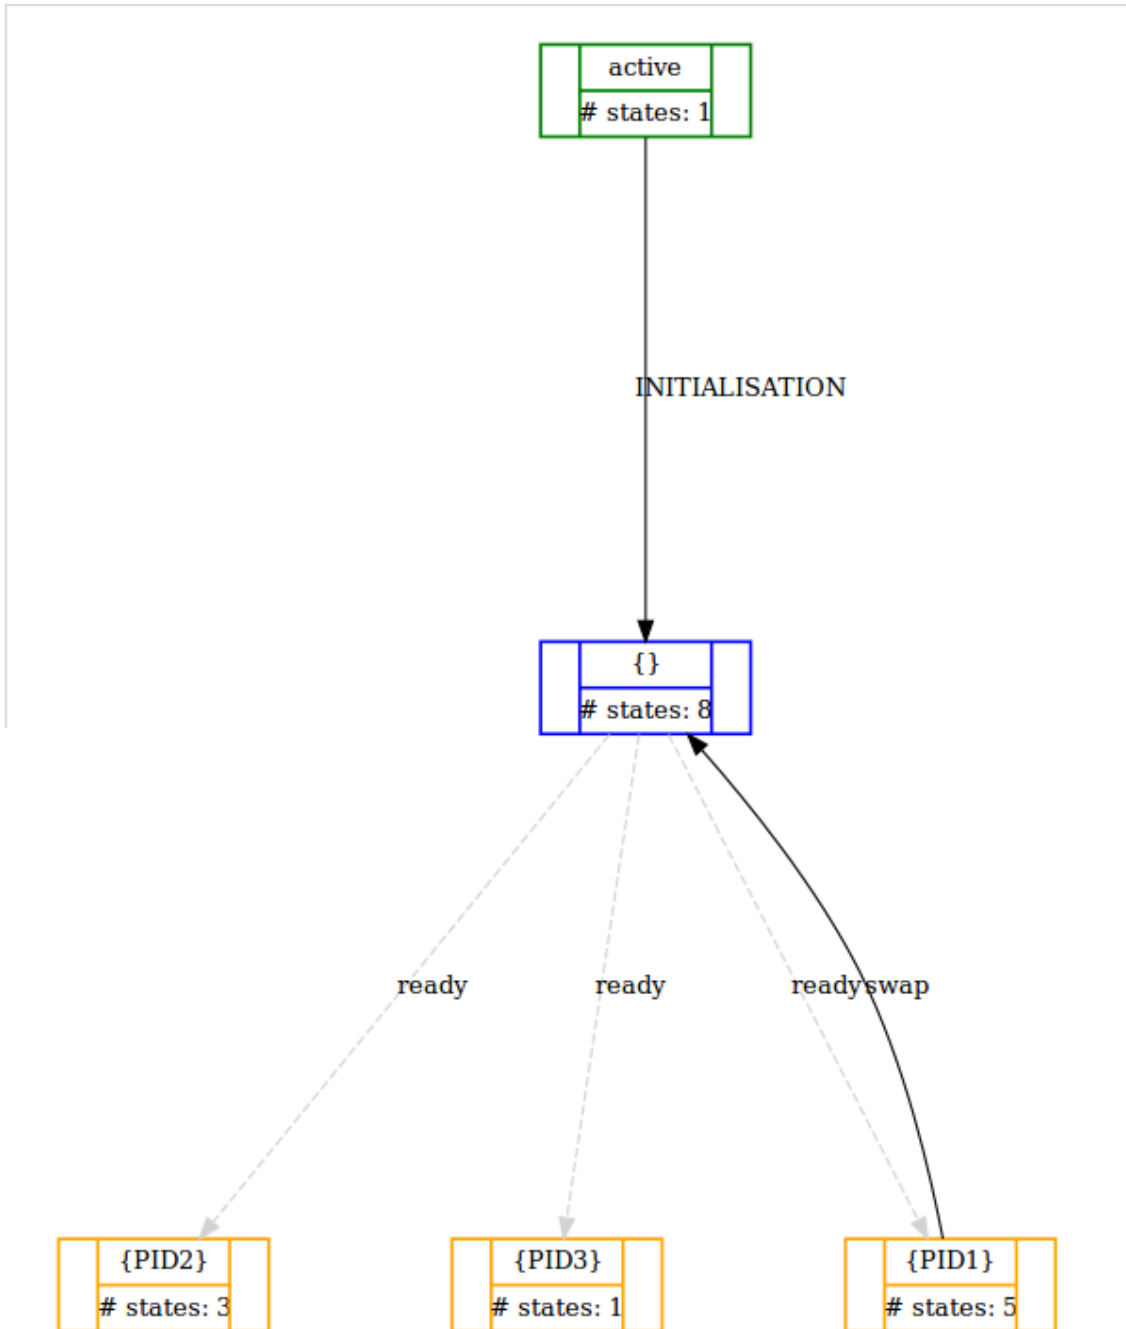 active
# states: 1
INITIALISATION
{}
# states: 8
ready
ready
ready
swap
{PID2}
# states: 3
{PID3}
# states: 1
{PID1}
# states: 5